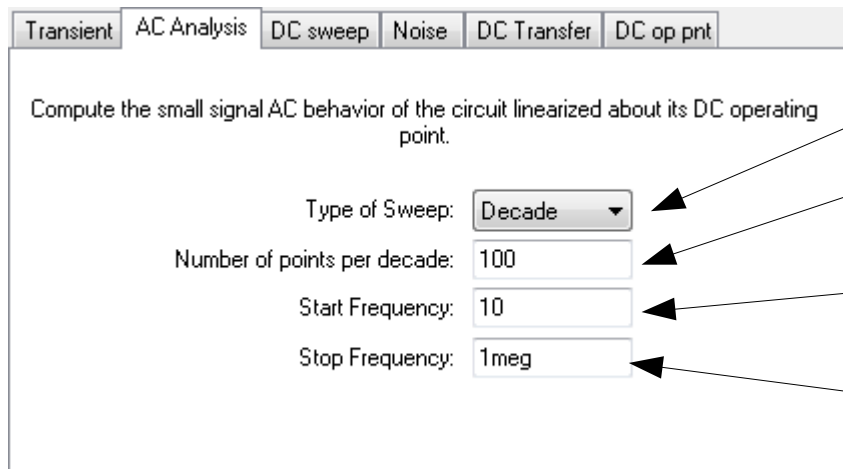 Transient AC Analysis DC sweep Noise DC Transfer DC op pnt
Compute the small signal AC behavior of the circuit linearized about its DC operating
point.
Type of Sweep: Decade
Number of points per decade: 100
Start Frequency: 10
Stop Frequency: 1meg